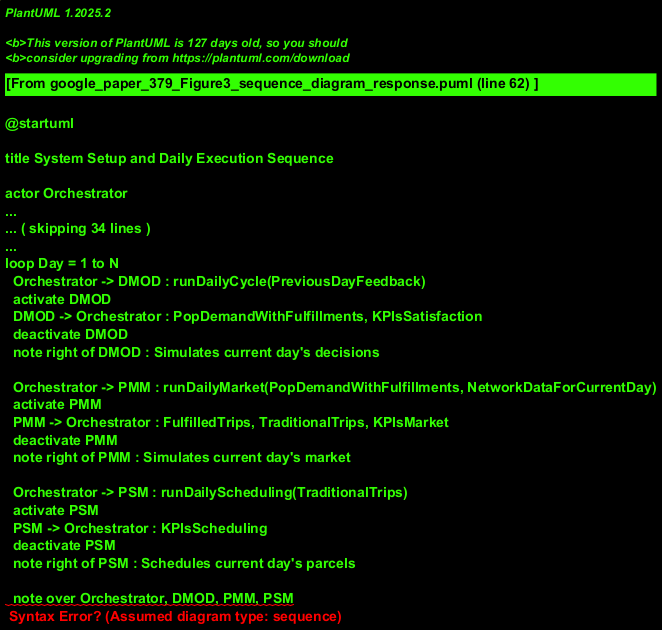 PlantUML 1.2025.2
<b>This version of PlantUML is 127 days old, so you should
<b>consider upgrading from https://plantuml.com/download
[From google_paper_379_Figure3_sequence_diagram_response.puml (line 62) ]
@startuml
title System Setup and Daily Execution Sequence
actor Orchestrator
...
... ( skipping 34 lines )
...
loop Day = 1 to N
Orchestrator -> DMOD : runDailyCycle(PreviousDayFeedback)
activate DMOD
DMOD -> Orchestrator : PopDemandWithFulfillments, KPIsSatisfaction
deactivate DMOD
note right of DMOD : Simulates current day's decisions
Orchestrator -> PMM : runDailyMarket(PopDemandWithFulfillments, NetworkDataForCurrentDay)
activate PMM
PMM -> Orchestrator : FulfilledTrips, TraditionalTrips, KPIsMarket
deactivate PMM
note right of PMM : Simulates current day's market
Orchestrator -> PSM : runDailyScheduling(TraditionalTrips)
activate PSM
PSM -> Orchestrator : KPIsScheduling
deactivate PSM
note right of PSM : Schedules current day's parcels
note over Orchestrator, DMOD, PMM, PSM
Syntax Error? (Assumed diagram type: sequence)